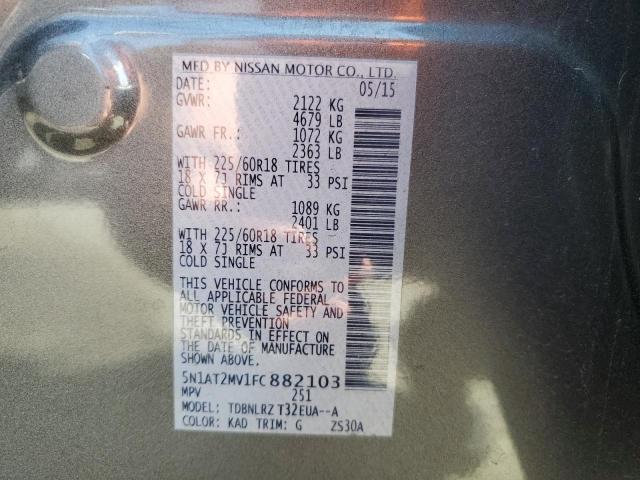 MFD BY NISSAN MOTOR CO., LTD.
DATE: 05/15
GVWR: 2122 KG
4679 LB
GAWR FR.: 1072 KG
2363 LB
WITH 225/60R18 TIRES
18 X 7J RIMS AT 33 PSI
COLD SINGLE
GAWR RR.: 1089 KG
2401 LB
WITH 225/60R18 TIRES
18 X 7J RIMS AT 33 PSI
COLD SINGLE
THIS VEHICLE CONFORMS TO
ALL APPLICABLE FEDERAL
MOTOR VEHICLE SAFETY AND
THEFT PREVENTION
STANDARDS IN EFFECT ON
THE DATE OF MANUFACTURE
SHOWN ABOVE.
5N1AT2MV1FC882103
MPV 251
MODEL: TDBNLRZ T32EUA--A
COLOR: KAD TRIM: G ZS30A